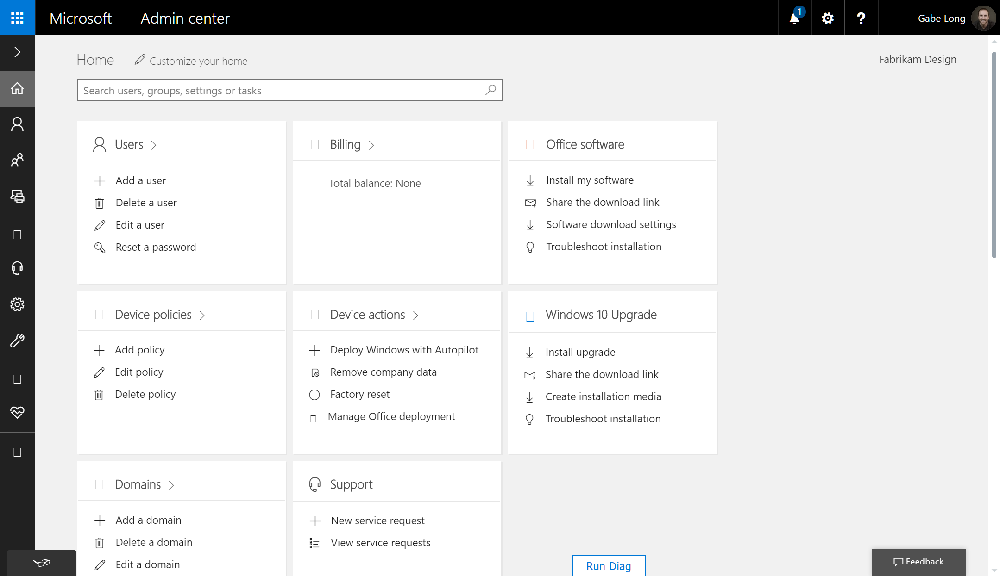 Microsoft
Admin center
1
?
Gabe Long
Home
Customize your home
Fabrikam Design
Search users, groups, settings or tasks
Users
Add a user
Delete a user
Edit a user
Reset a password
Billing
Total balance: None
Office software
Install my software
Share the download link
Software download settings
Troubleshoot installation
Device policies
Add policy
Edit policy
Delete policy
Device actions
Deploy Windows with Autopilot
Remove company data
Factory reset
Manage Office deployment
Windows 10 Upgrade
Install upgrade
Share the download link
Create installation media
Troubleshoot installation
Domains
Add a domain
Delete a domain
Edit a domain
Support
New service request
View service requests
Run Diag
Feedback